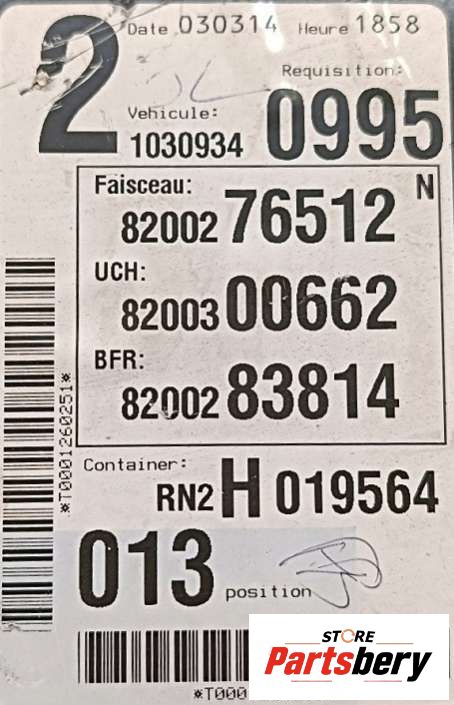 2 Date 030314 Heure 1858
Requisition:
Vehicule:
1030934 0995
Faisceau: N
82002 76512
UCH:
82003 00662
BFR:
82002 83814
*T0001260251*
Container:
RN2 H 019564
013 position
*T000
STORE
Partsbery